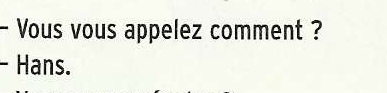 – Vous vous appelez comment ?
– Hans.